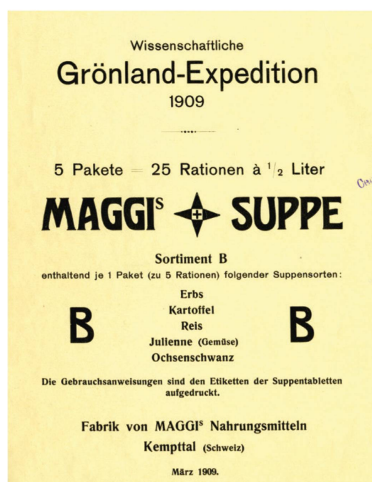 Wissenschaftliche
Grönland-Expedition
1909
5 Pakete = 25 Rationen à 1/2 Liter
MAGGIs SUPPE
Sortiment B
enthaltend je 1 Paket (zu 5 Rationen) folgender Suppensorten:
Erbs
Kartoffel
B Reis B
Julienne (Gemüse)
Ochsenschwanz
Die Gebrauchsanweisungen sind den Etiketten der Suppentabletten
aufgedruckt.
Fabrik von MAGGIs Nahrungsmitteln
Kempttal (Schweiz)
März 1909.